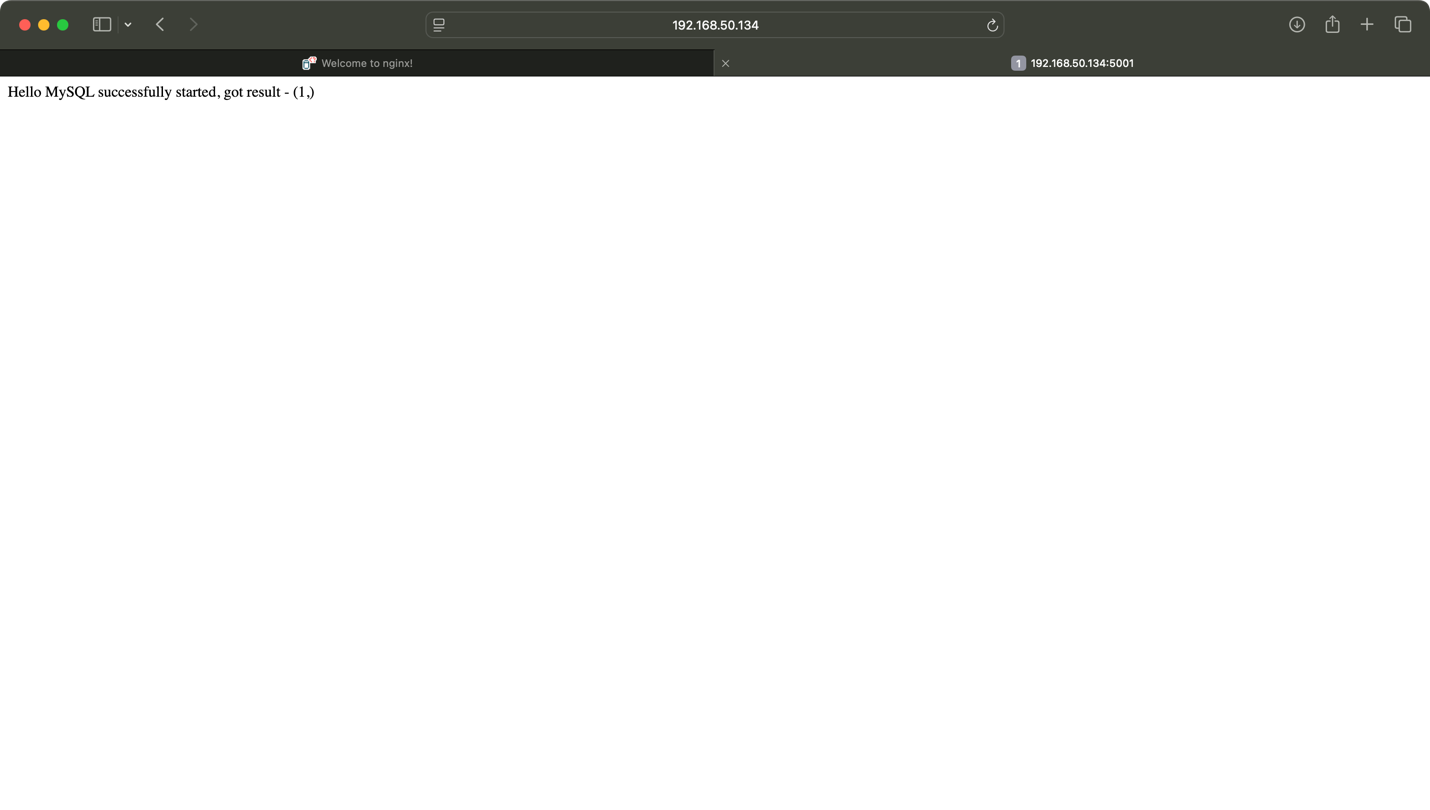 192.168.50.134
Welcome to nginx!
1 192.168.50.134:5001
Hello MySQL successfully started, got result - (1,)